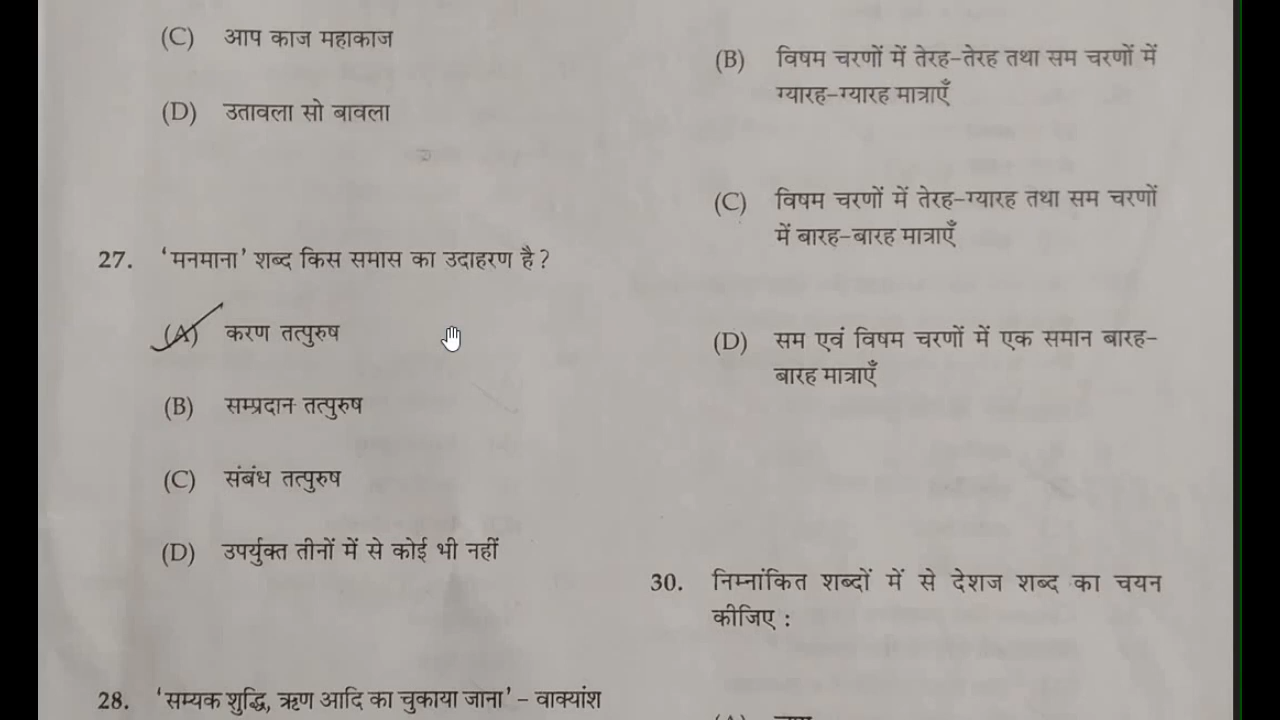 (C) आप काज महाकाज
(D) उतावला सो बावला
27. 'मनमाना' शब्द किस समास का उदाहरण है ?
(A) करण तत्पुरुष
(B) सम्प्रदान तत्पुरुष
(C) संबंध तत्पुरुष
(D) उपर्युक्त तीनों में से कोई भी नहीं
28. 'सम्यक शुद्धि, ऋण आदि का चुकाया जाना' – वाक्यांश
(B) विषम चरणों में तेरह-तेरह तथा सम चरणों में
ग्यारह-ग्यारह मात्राएँ
(C) विषम चरणों में तेरह-ग्यारह तथा सम चरणों
में बारह-बारह मात्राएँ
(D) सम एवं विषम चरणों में एक समान बारह-
बारह मात्राएँ
30. निम्नांकित शब्दों में से देशज शब्द का चयन
कीजिए :